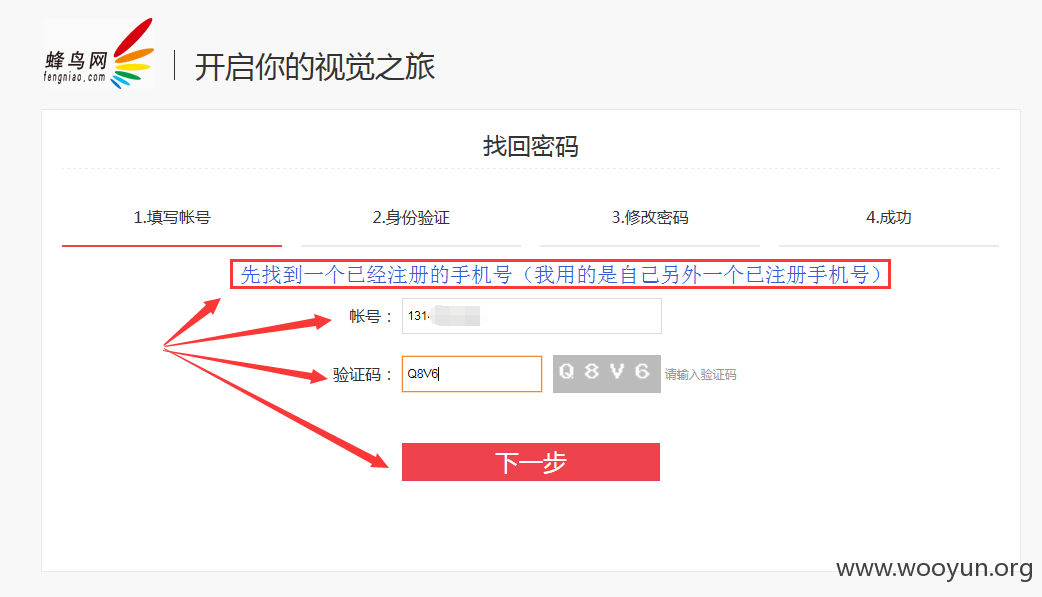 蜂鸟网
fengniao.com
开启你的视觉之旅
找回密码
1.填写帐号
2.身份验证
3.修改密码
4.成功
先找到一个已经注册的手机号（我用的是自己另外一个已注册手机号）
帐号： 131
验证码： Q8V6 Q8V6 请输入验证码
下一步
www.wooyun.org